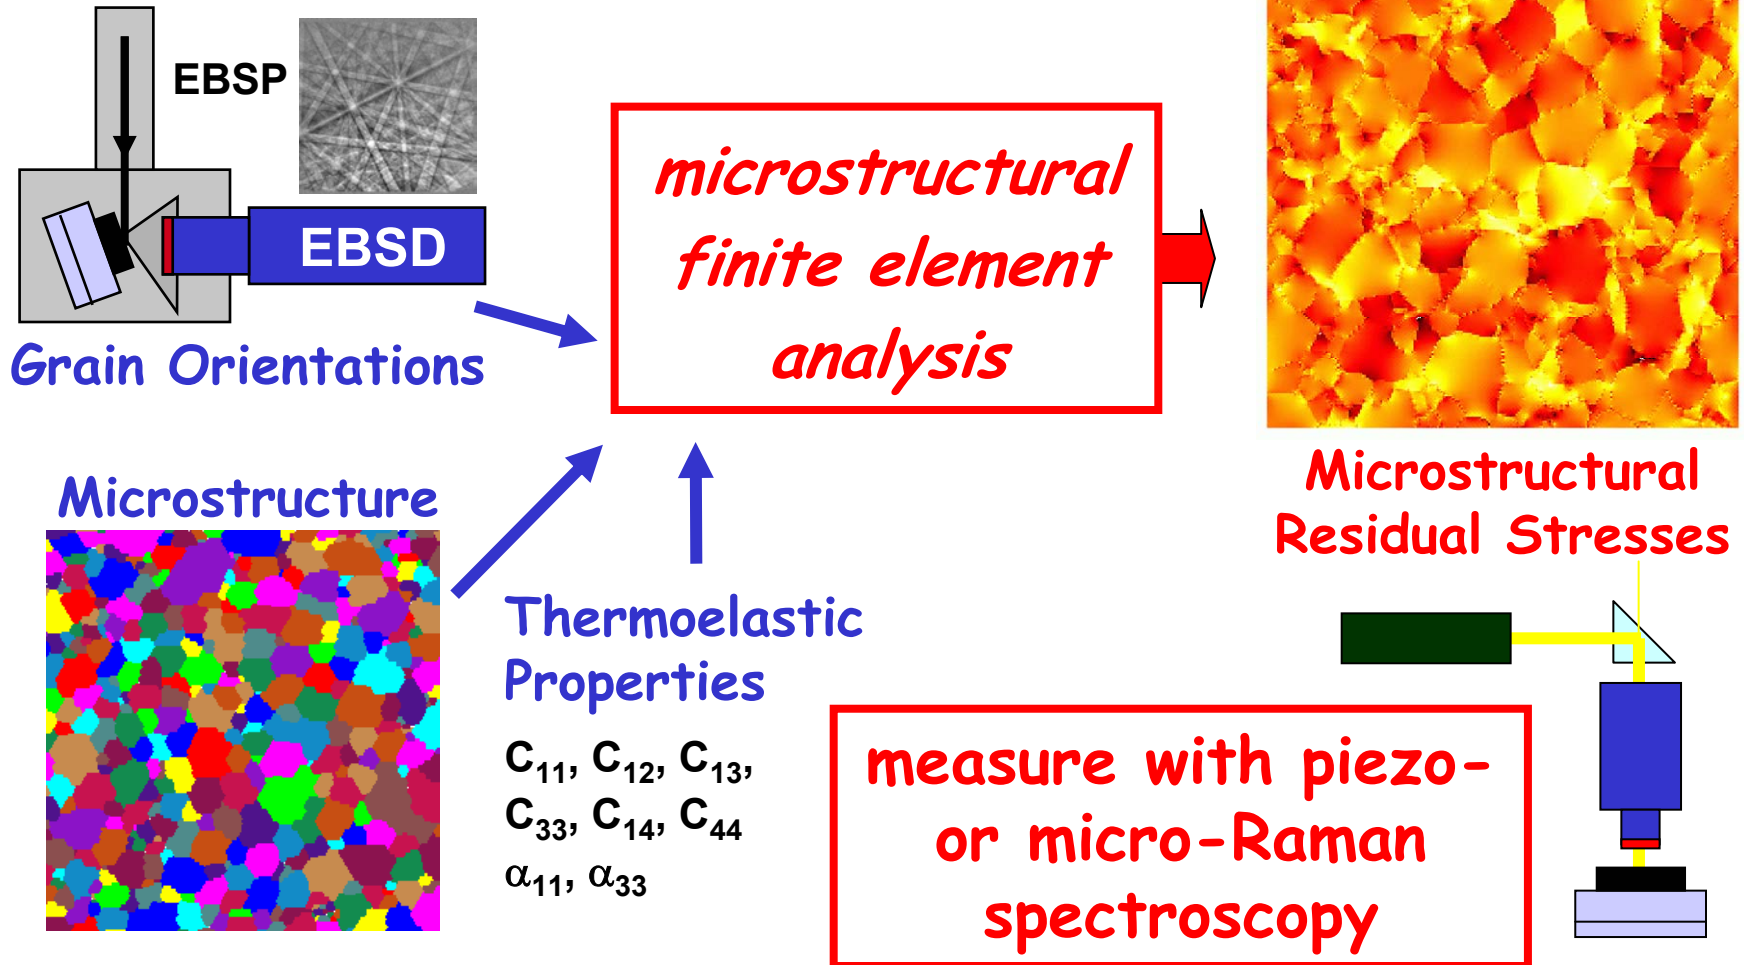 EBSP
EBSD
Grain Orientations
microstructural
finite element
analysis
Microstructure
Thermoelastic
Properties
C₁₁, C₁₂, C₁₃,
C₃₃, C₁₄, C₄₄
α₁₁, α₃₃
Microstructural
Residual Stresses
measure with piezo-
or micro-Raman
spectroscopy